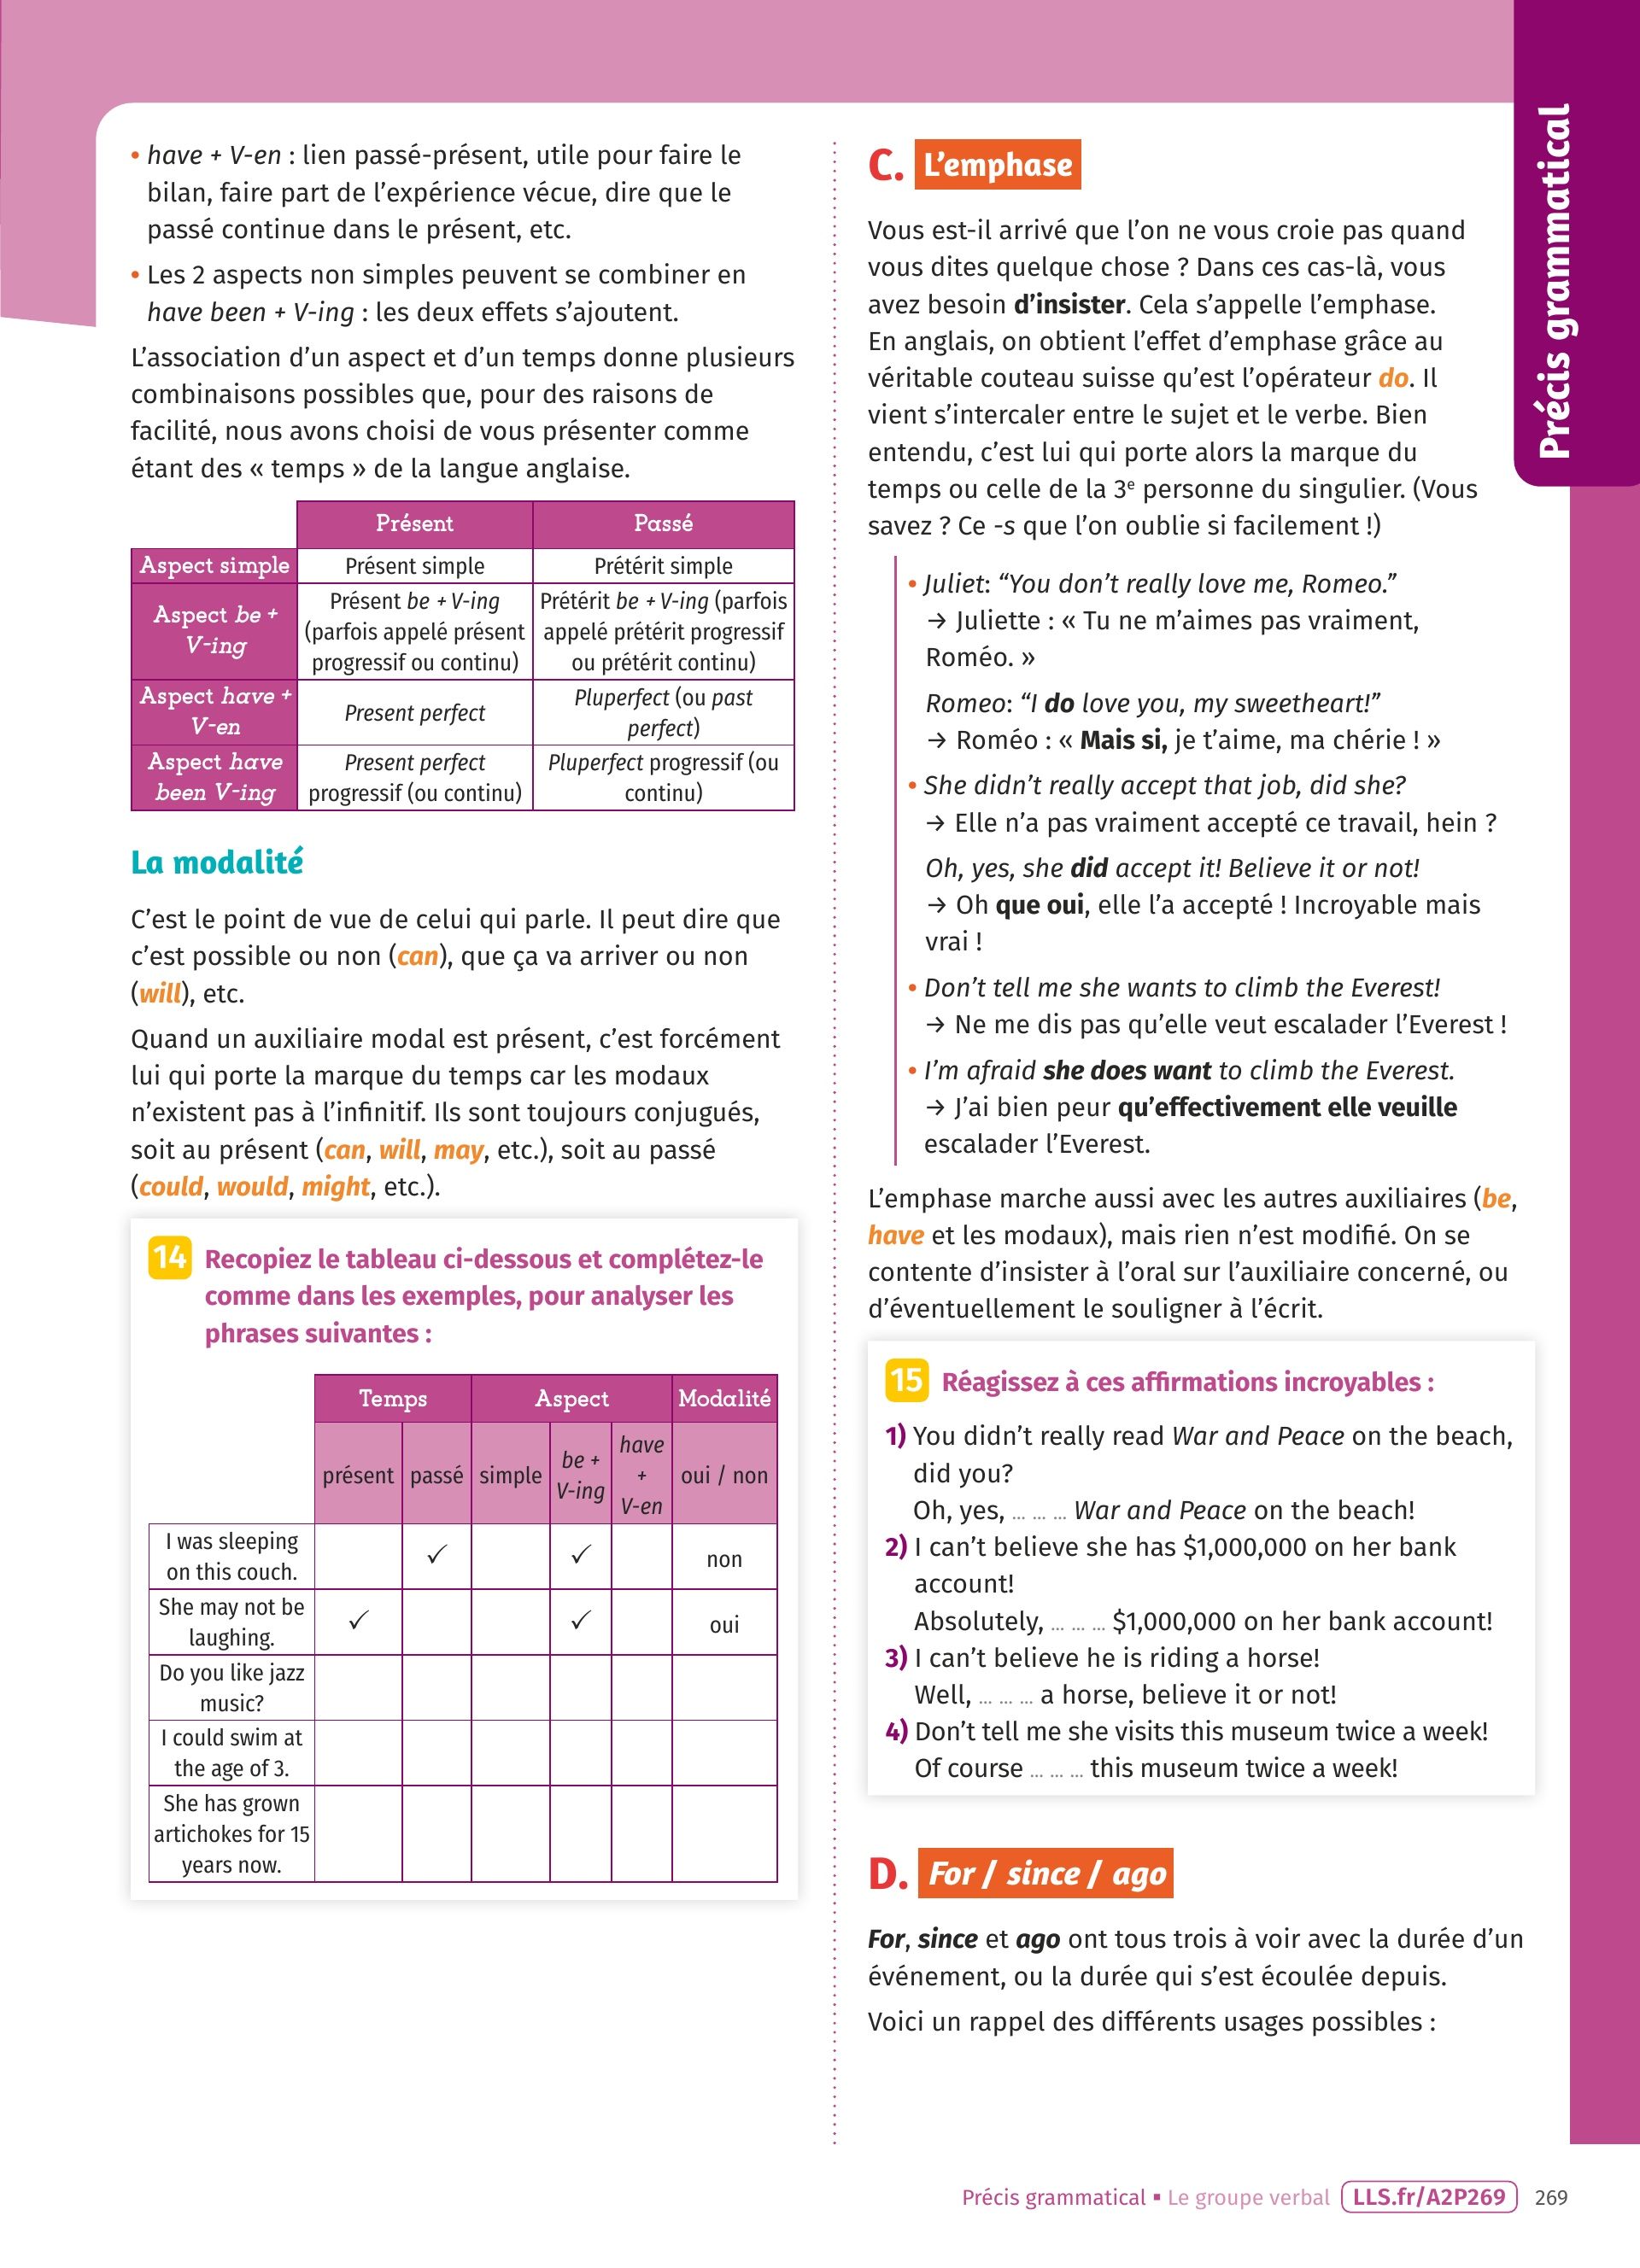 • have + V-en : lien passé-présent, utile pour faire le
bilan, faire part de l’expérience vécue, dire que le
passé continue dans le présent, etc.
• Les 2 aspects non simples peuvent se combiner en
have been + V-ing : les deux effets s’ajoutent.
L’association d’un aspect et d’un temps donne plusieurs
combinaisons possibles que, pour des raisons de
facilité, nous avons choisi de vous présenter comme
étant des « temps » de la langue anglaise.
Présent Passé
Aspect simple Présent simple Prétérit simple
Aspect be +
V-ing
Présent be + V-ing
(parfois appelé présent
progressif ou continu)
Prétérit be + V-ing (parfois
appelé prétérit progressif
ou prétérit continu)
Aspect have +
V-en
Present perfect
Pluperfect (ou past
perfect)
Aspect have
been V-ing
Present perfect
progressif (ou continu)
Pluperfect progressif (ou
continu)
La modalité
C’est le point de vue de celui qui parle. Il peut dire que
c’est possible ou non (can), que ça va arriver ou non
(will), etc.
Quand un auxiliaire modal est présent, c’est forcément
lui qui porte la marque du temps car les modaux
n’existent pas à l’infinitif. Ils sont toujours conjugués,
soit au présent (can, will, may, etc.), soit au passé
(could, would, might, etc.).
14 Recopiez le tableau ci-dessous et complétez-le
comme dans les exemples, pour analyser les
phrases suivantes :
Temps Aspect Modalité
présent passé simple
be +
V-ing
have
+
V-en
oui / non
I was sleeping
on this couch.
✓ ✓ non
She may not be
laughing.
✓ ✓ oui
Do you like jazz
music?
I could swim at
the age of 3.
She has grown
artichokes for 15
years now.
C. L’emphase
Vous est-il arrivé que l’on ne vous croie pas quand
vous dites quelque chose ? Dans ces cas-là, vous
avez besoin d’insister. Cela s’appelle l’emphase.
En anglais, on obtient l’effet d’emphase grâce au
véritable couteau suisse qu’est l’opérateur do. Il
vient s’intercaler entre le sujet et le verbe. Bien
entendu, c’est lui qui porte alors la marque du
temps ou celle de la 3e personne du singulier. (Vous
savez ? Ce -s que l’on oublie si facilement !)
• Juliet: “You don’t really love me, Romeo.”
→ Juliette : « Tu ne m’aimes pas vraiment,
Roméo. »
Romeo: “I do love you, my sweetheart!”
→ Roméo : « Mais si, je t’aime, ma chérie ! »
• She didn’t really accept that job, did she?
→ Elle n’a pas vraiment accepté ce travail, hein ?
Oh, yes, she did accept it! Believe it or not!
→ Oh que oui, elle l’a accepté ! Incroyable mais
vrai !
• Don’t tell me she wants to climb the Everest!
→ Ne me dis pas qu’elle veut escalader l’Everest !
• I’m afraid she does want to climb the Everest.
→ J’ai bien peur qu’effectivement elle veuille
escalader l’Everest.
L’emphase marche aussi avec les autres auxiliaires (be,
have et les modaux), mais rien n’est modifié. On se
contente d’insister à l’oral sur l’auxiliaire concerné, ou
d’éventuellement le souligner à l’écrit.
15 Réagissez à ces affirmations incroyables :
1) You didn’t really read War and Peace on the beach,
did you?
Oh, yes, ... ... ... War and Peace on the beach!
2) I can’t believe she has $1,000,000 on her bank
account!
Absolutely, ... ... ... $1,000,000 on her bank account!
3) I can’t believe he is riding a horse!
Well, ... ... ... a horse, believe it or not!
4) Don’t tell me she visits this museum twice a week!
Of course ... ... ... this museum twice a week!
D. For / since / ago
For, since et ago ont tous trois à voir avec la durée d’un
événement, ou la durée qui s’est écoulée depuis.
Voici un rappel des différents usages possibles :
Précis grammatical
Précis grammatical ▪ Le groupe verbal LLS.fr/A2P269 269